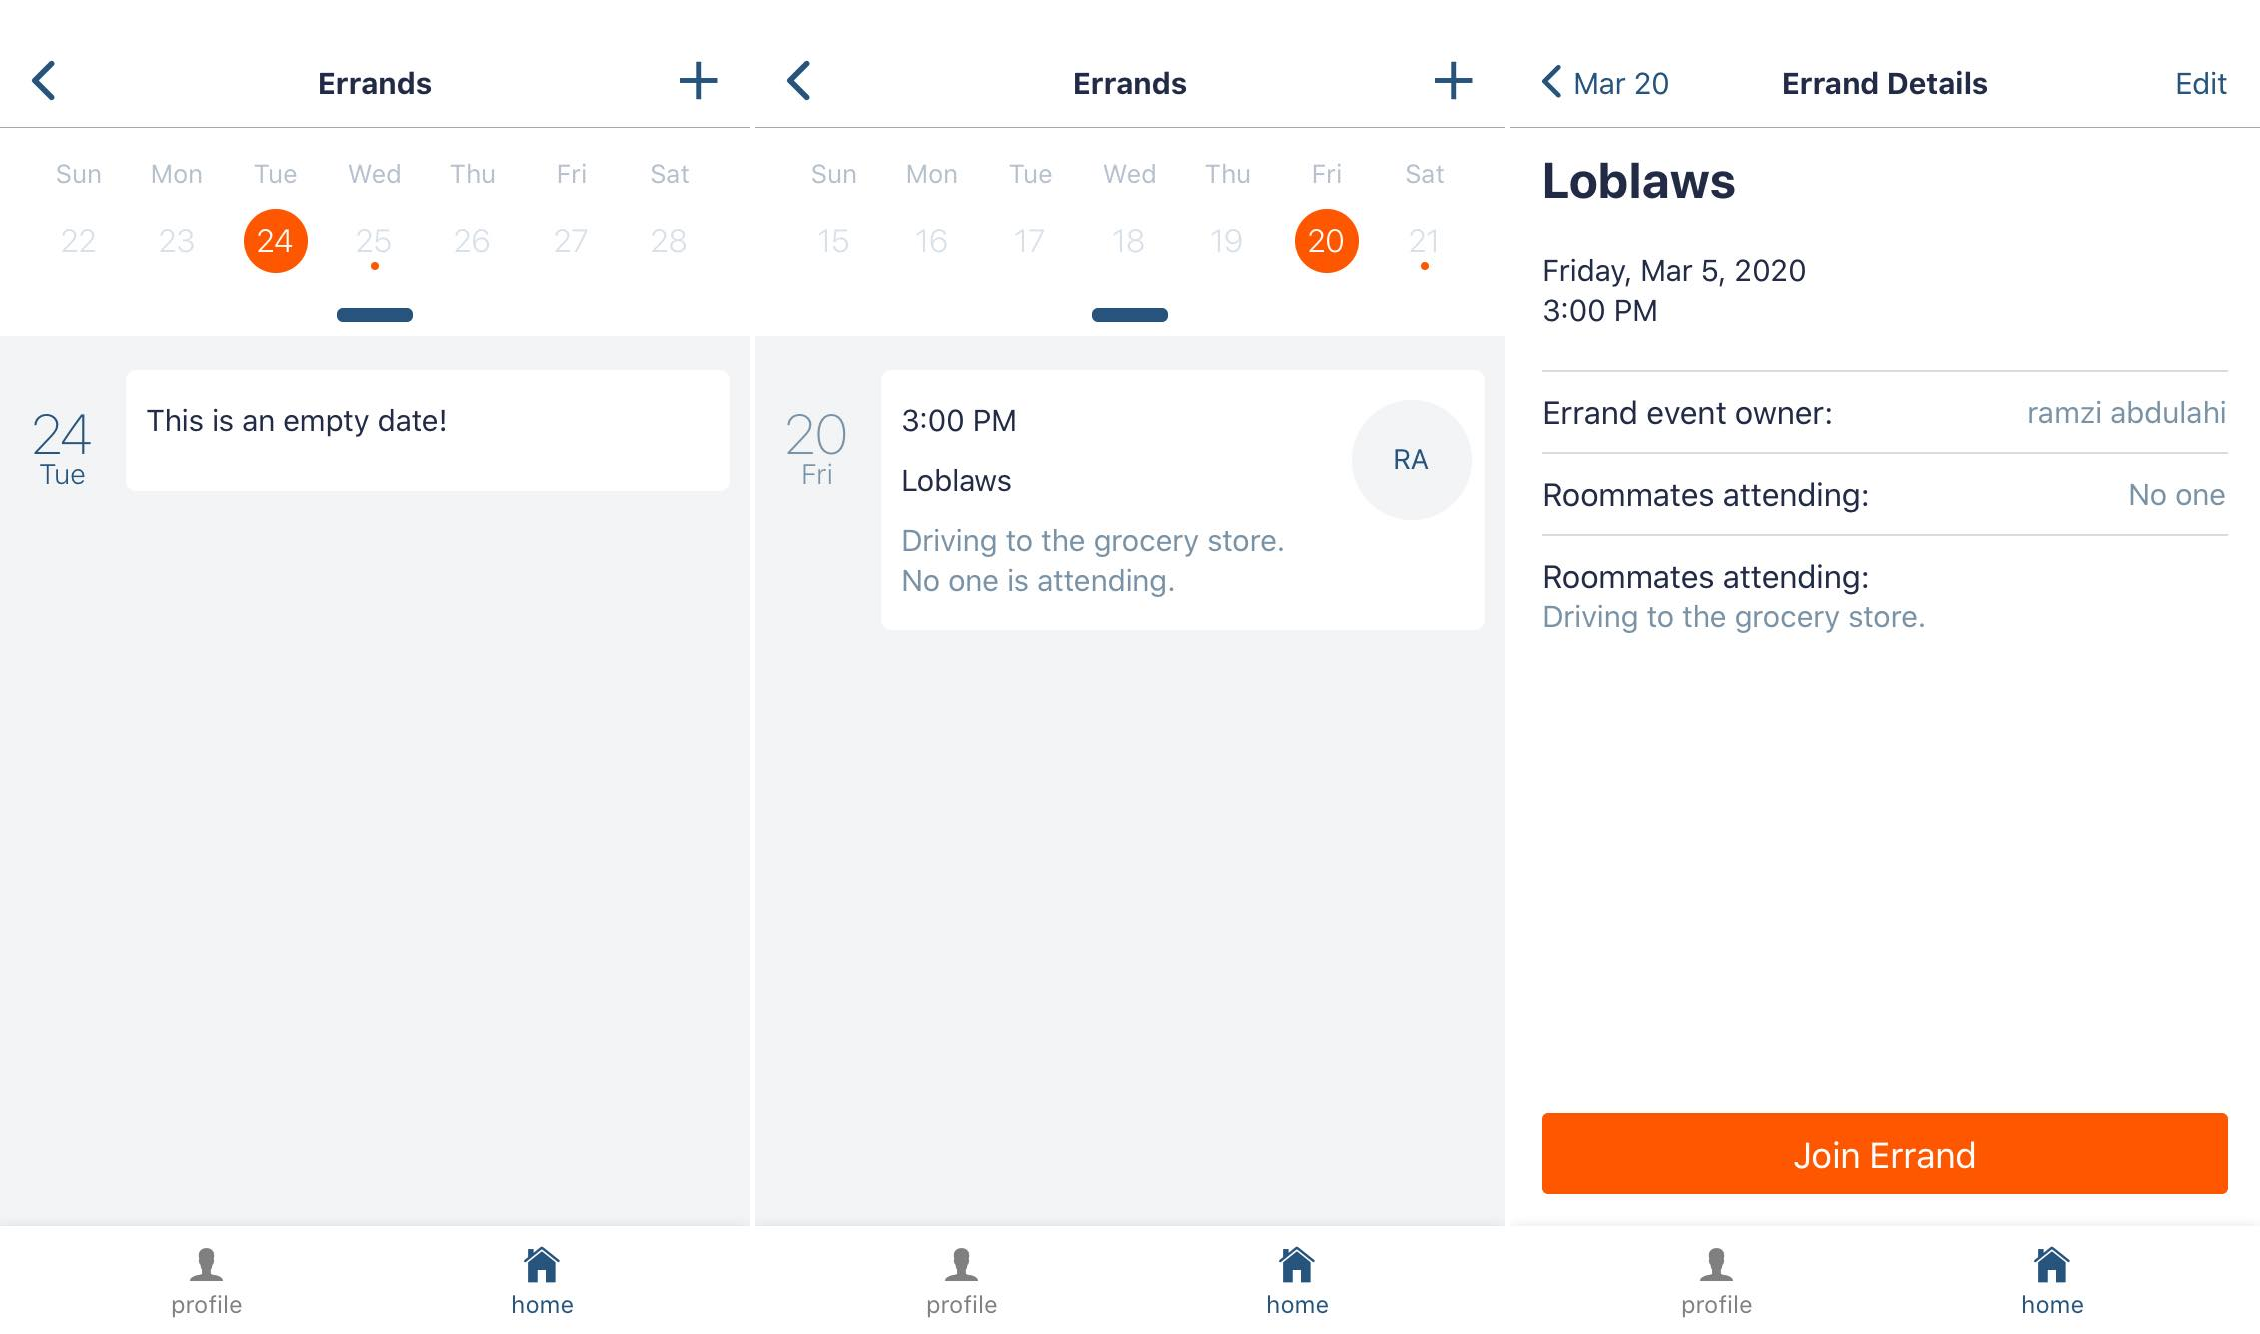 Errands
Sun Mon Tue Wed Thu Fri Sat
22 23 24 25 26 27 28
24
Tue
This is an empty date!
profile
home
Errands
Sun Mon Tue Wed Thu Fri Sat
15 16 17 18 19 20 21
20
Fri
3:00 PM
RA
Loblaws
Driving to the grocery store.
No one is attending.
profile
home
Mar 20
Errand Details
Edit
Loblaws
Friday, Mar 5, 2020
3:00 PM
Errand event owner: ramzi abdulahi
Roommates attending: No one
Roommates attending:
Driving to the grocery store.
Join Errand
profile
home